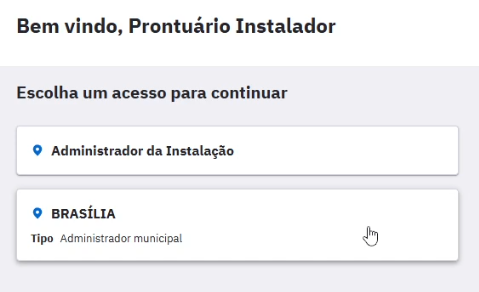 Bem vindo, Prontuário Instalador
Escolha um acesso para continuar
Administrador da Instalação
BRASÍLIA
Tipo Administrador municipal